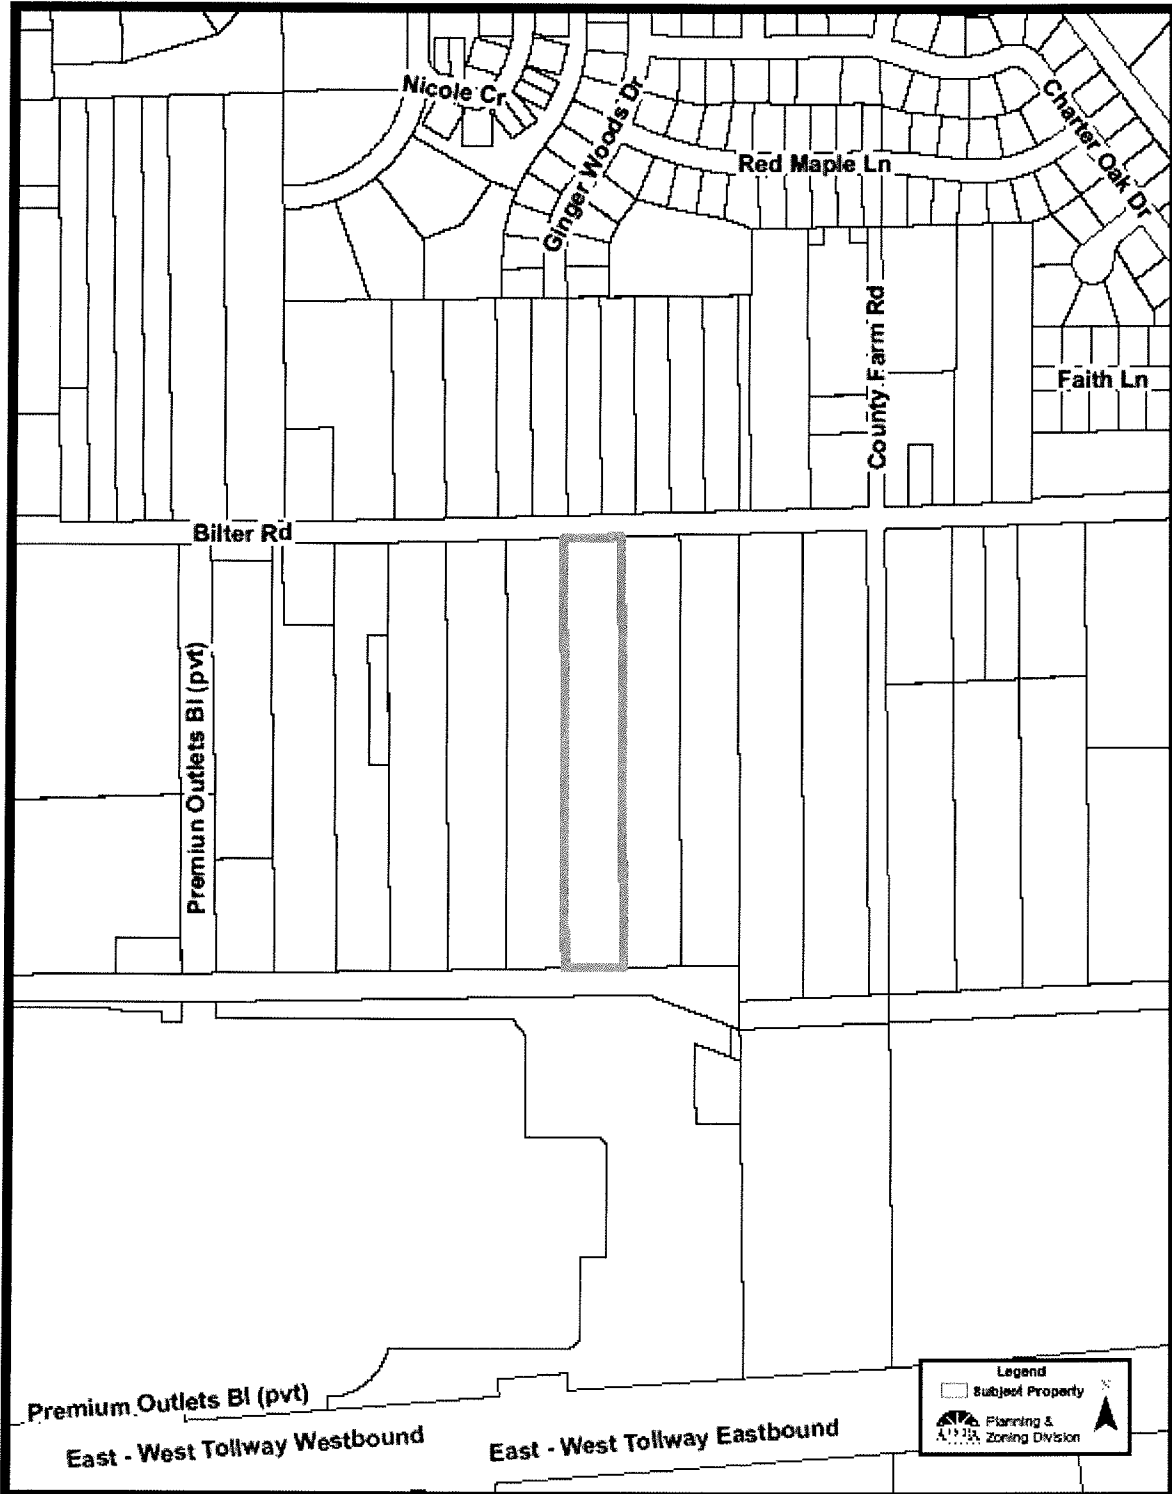 Nicole Cr
Ginger Woods Dr
Charter Oak Dr
Red Maple Ln
County Farm Rd
Faith Ln
Bilter Rd
Premiun Outlets Bl (pvt)
Premium Outlets Bl (pvt)
East - West Tollway Westbound
East - West Tollway Eastbound
Legend
Subject Property
Planning &
Zoning Division